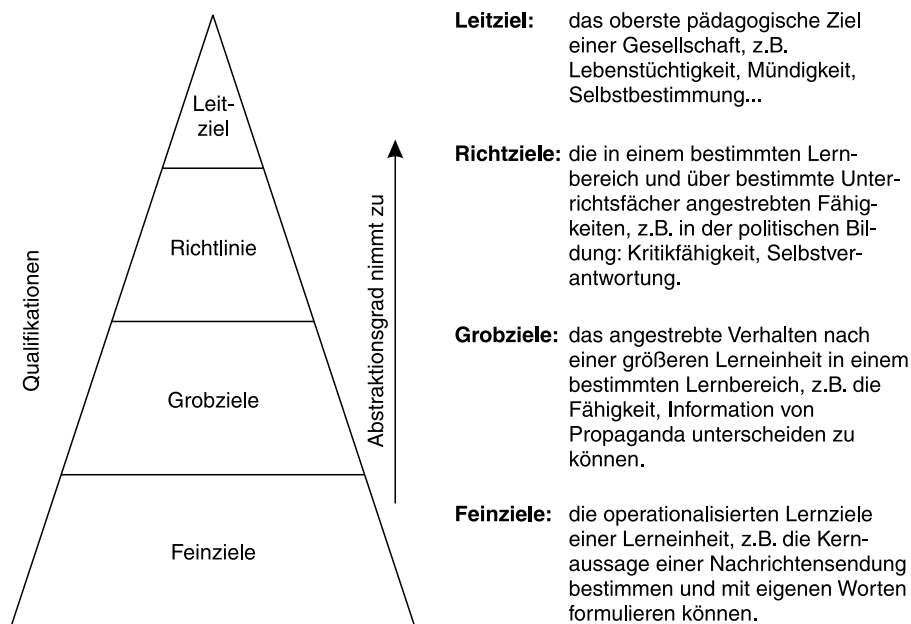 Leit-
ziel
Richtlinie
Grobziele
Feinziele
Qualifikationen
Abstraktionsgrad nimmt zu
Leitziel: das oberste pädagogische Ziel
einer Gesellschaft, z.B.
Lebenstüchtigkeit, Mündigkeit,
Selbstbestimmung...
Richtziele: die in einem bestimmten Lern-
bereich und über bestimmte Unter-
richtsfächer angestrebten Fähig-
keiten, z.B. in der politischen Bil-
dung: Kritikfähigkeit, Selbstver-
antwortung.
Grobziele: das angestrebte Verhalten nach
einer größeren Lerneinheit in einem
bestimmten Lernbereich, z.B. die
Fähigkeit, Information von
Propaganda unterscheiden zu
können.
Feinziele: die operationalisierten Lernziele
einer Lerneinheit, z.B. die Kern-
aussage einer Nachrichtensendung
bestimmen und mit eigenen Worten
formulieren können.